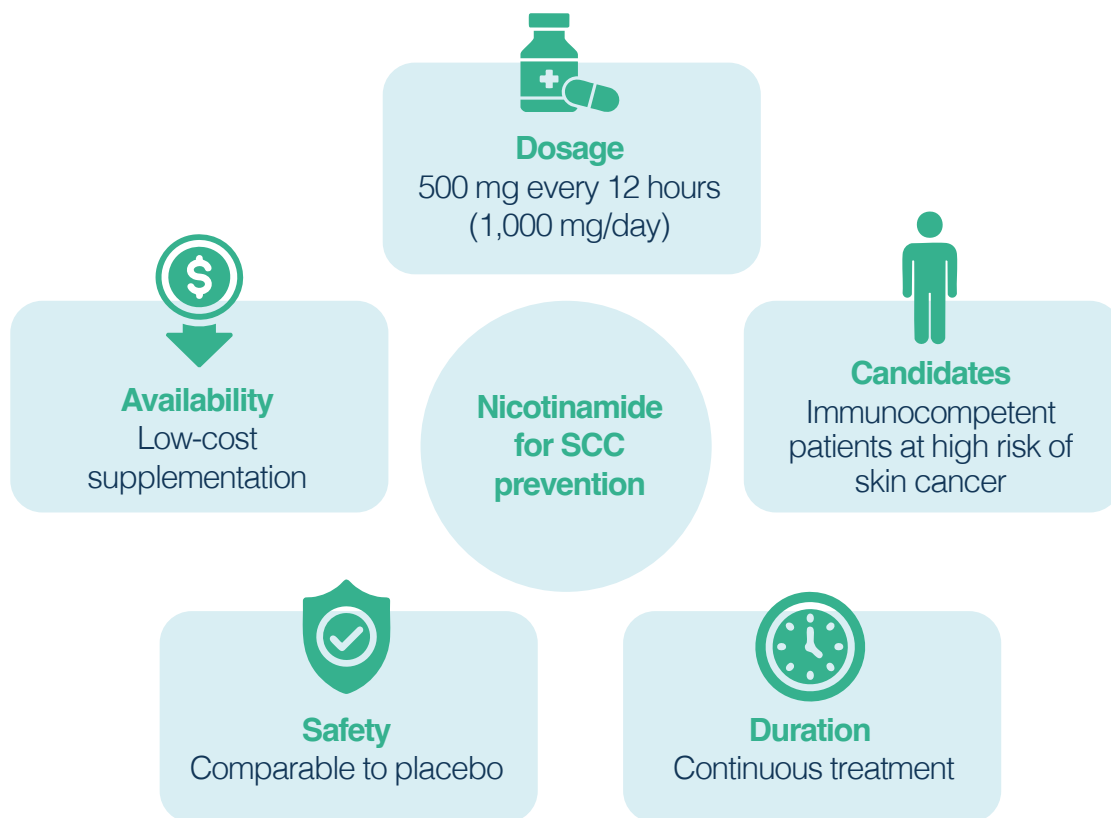 Dosage
500 mg every 12 hours
(1,000 mg/day)
Availability
Low-cost
supplementation
Nicotinamide
for SCC
prevention
Candidates
Immunocompetent
patients at high risk of
skin cancer
Safety
Comparable to placebo
Duration
Continuous treatment